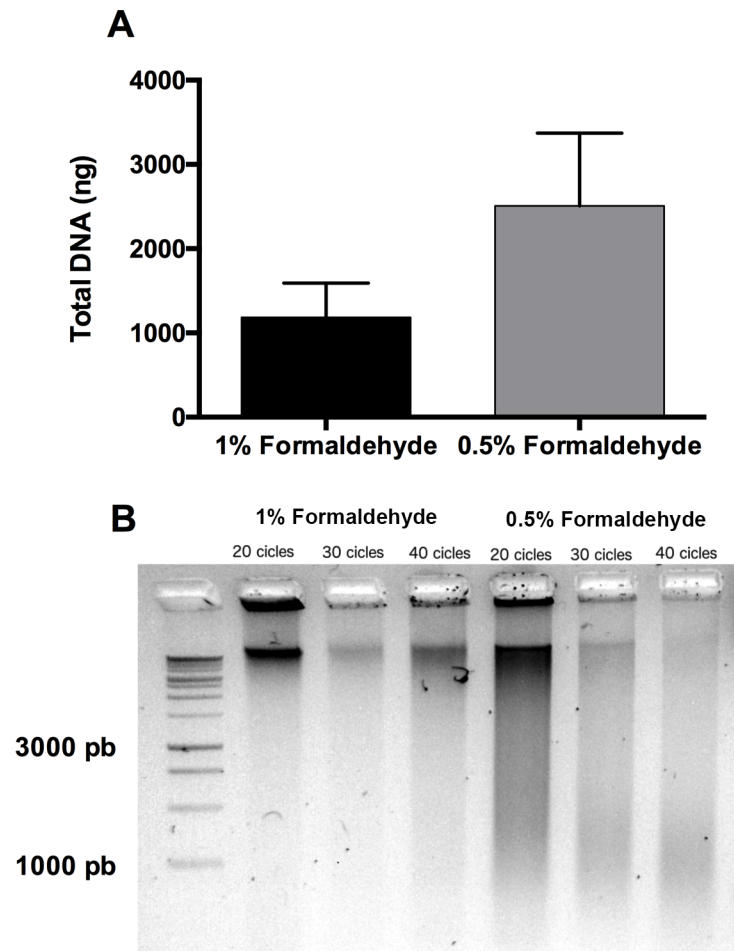 A
4000
3000
2000
1000
0
Total DNA (ng)
1% Formaldehyde 0.5% Formaldehyde
B
1% Formaldehyde 0.5% Formaldehyde
20 cicles 30 cicles 40 cicles 20 cicles 30 cicles 40 cicles
3000 pb
1000 pb